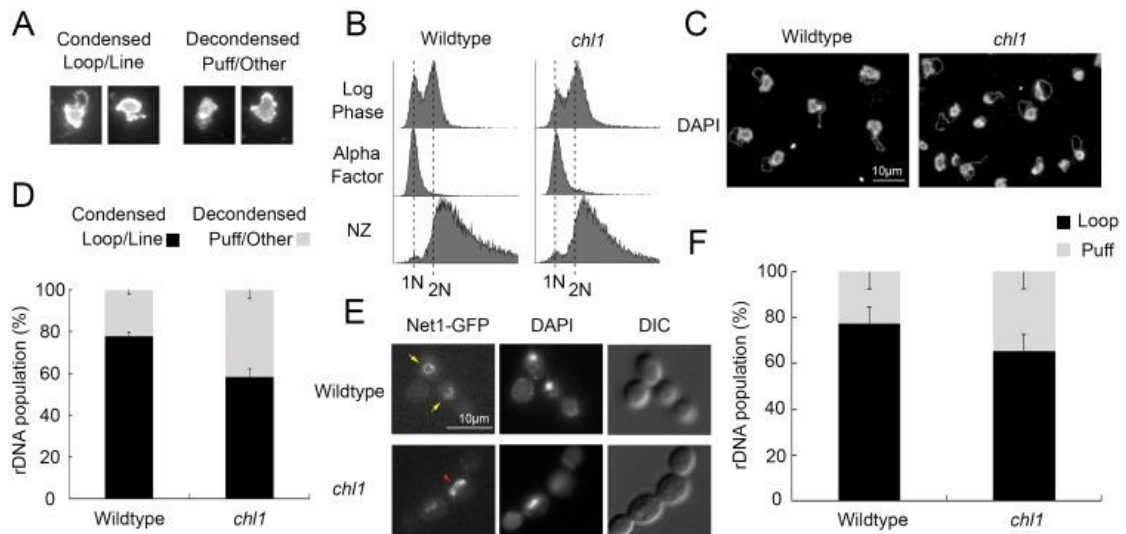 A
Condensed
Loop/Line
Decondensed
Puff/Other
B
Wildtype
chl1
Log
Phase
Alpha
Factor
NZ
1N
2N
1N
2N
C
Wildtype
chl1
DAPI
10μm
D
Condensed
Loop/Line
Decondensed
Puff/Other
rDNA population (%)
100
80
60
40
20
0
Wildtype
chl1
E
Net1-GFP
DAPI
DIC
Wildtype
10μm
chl1
F
Loop
Puff
rDNA population (%)
100
80
60
40
20
0
Wildtype
chl1